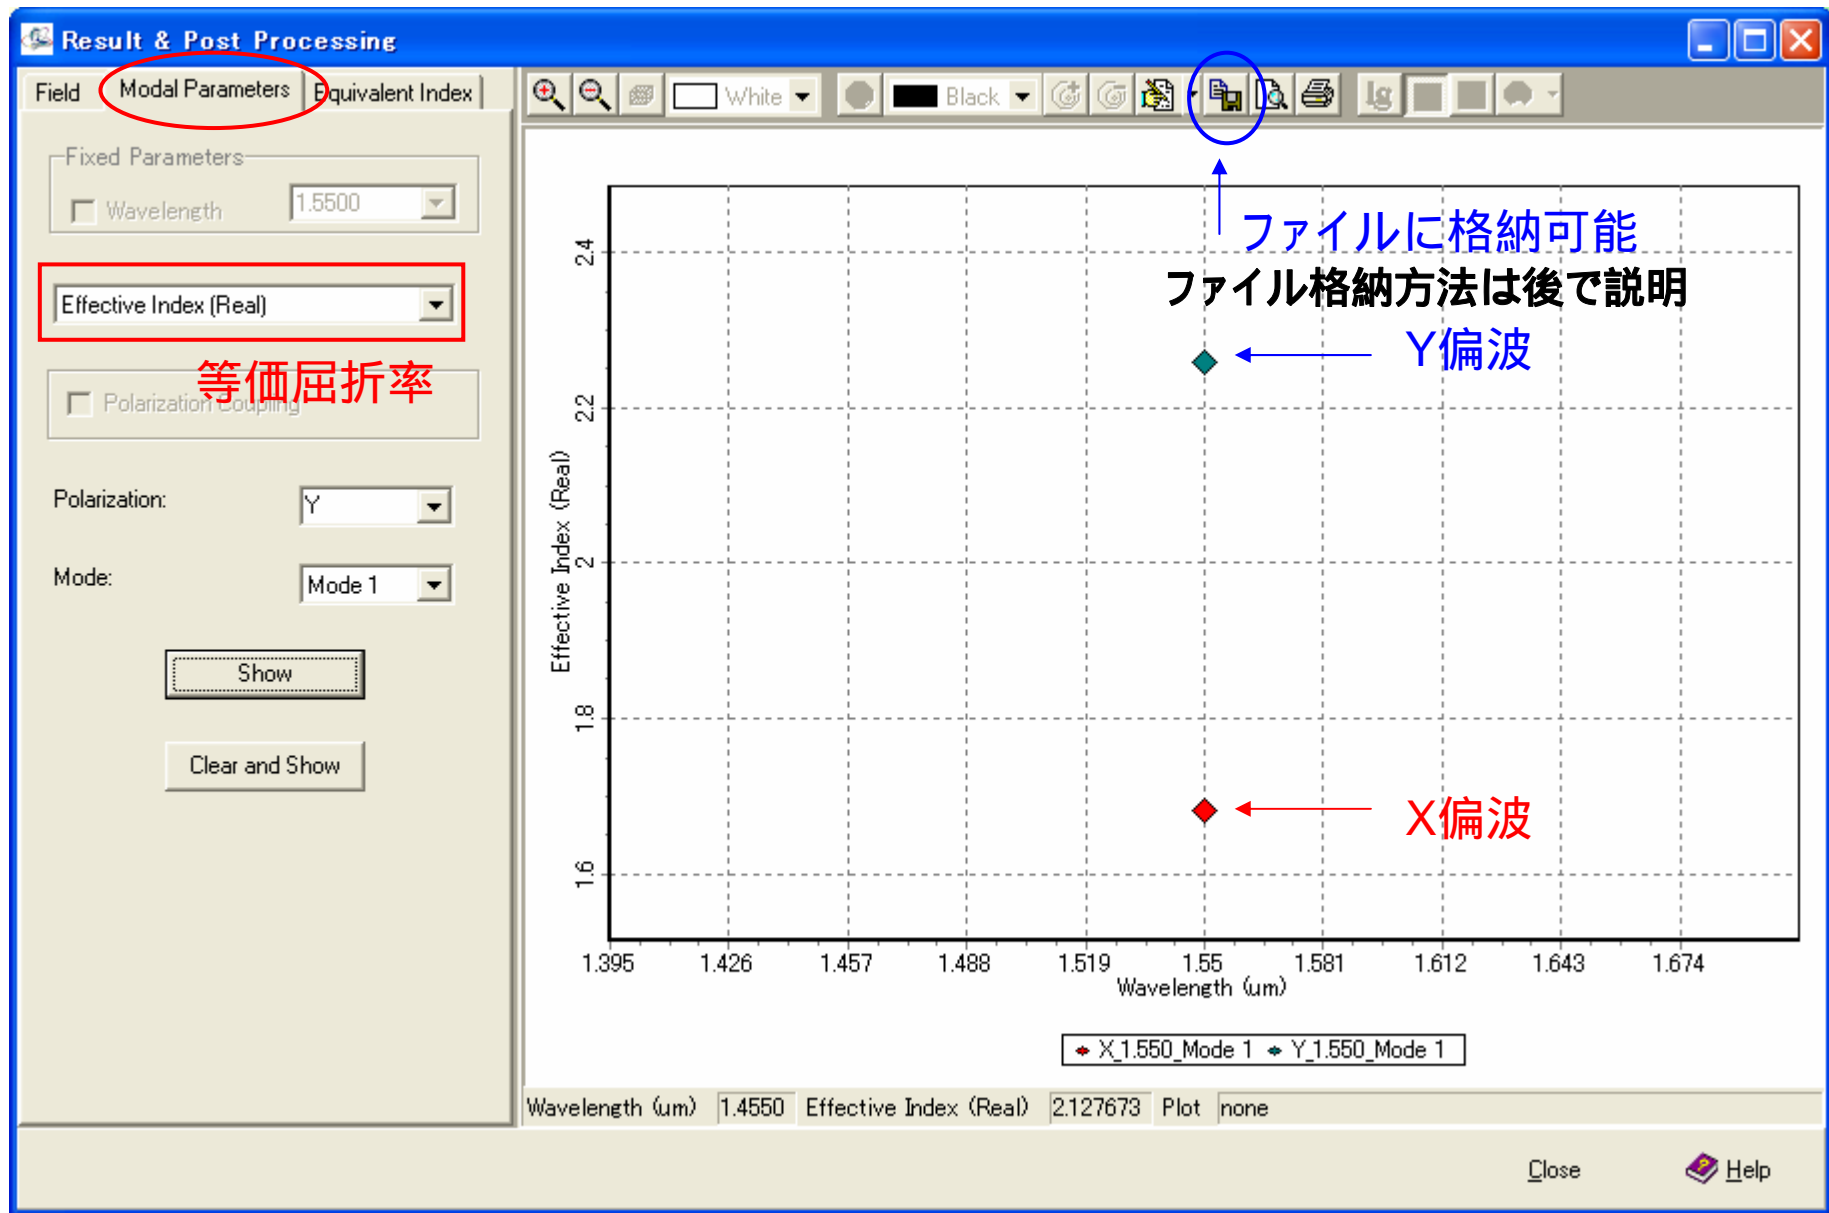 Result & Post Processing
Field Modal Parameters Equivalent Index
White Black lg
Fixed Parameters
Wavelength 1.5500
Effective Index (Real)
等価屈折率
Polarization Coupling
Polarization: Y
Mode: Mode 1
Show
Clear and Show
ファイルに格納可能
ファイル格納方法は後で説明
Y偏波
X偏波
Effective Index (Real)
2.4
2.2
2
1.8
1.6
1.395 1.426 1.457 1.488 1.519 1.55 1.581 1.612 1.643 1.674
Wavelength (um)
X_1.550_Mode 1 Y_1.550_Mode 1
Wavelength (um) 1.4550 Effective Index (Real) 2.127673 Plot none
Close Help